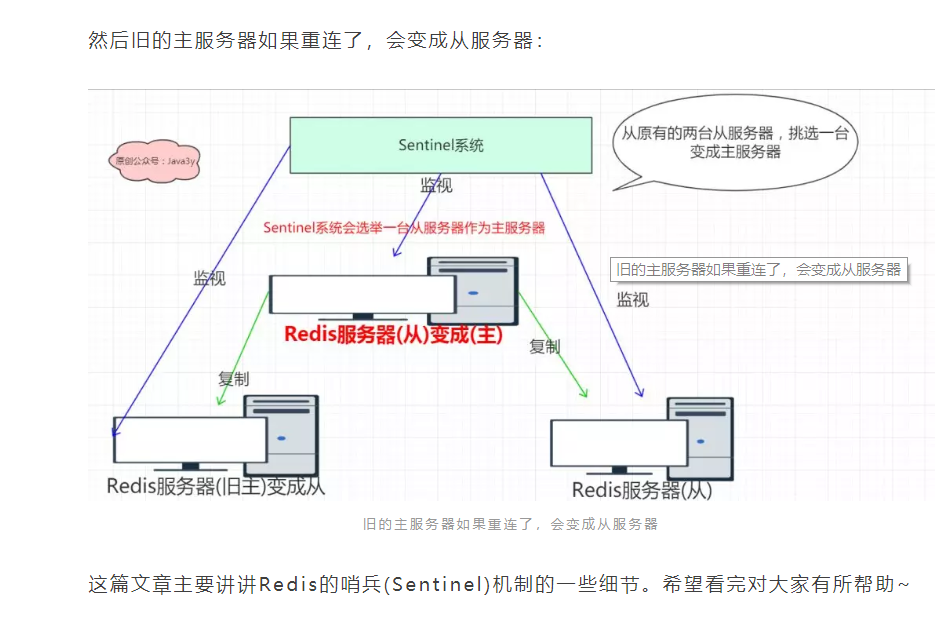 然后旧的主服务器如果重连了，会变成从服务器：
Sentinel系统
从原有的两台从服务器，挑选一台
变成主服务器
原创公众号：Java3y
监视
Sentinel系统会选举一台从服务器作为主服务器
监视
旧的主服务器如果重连了，会变成从服务器
监视
Redis服务器(从)变成(主)
复制
复制
Redis服务器(旧主)变成从
Redis服务器(从)
旧的主服务器如果重连了，会变成从服务器
这篇文章主要讲讲Redis的哨兵(Sentinel)机制的一些细节。希望看完对大家有所帮助~